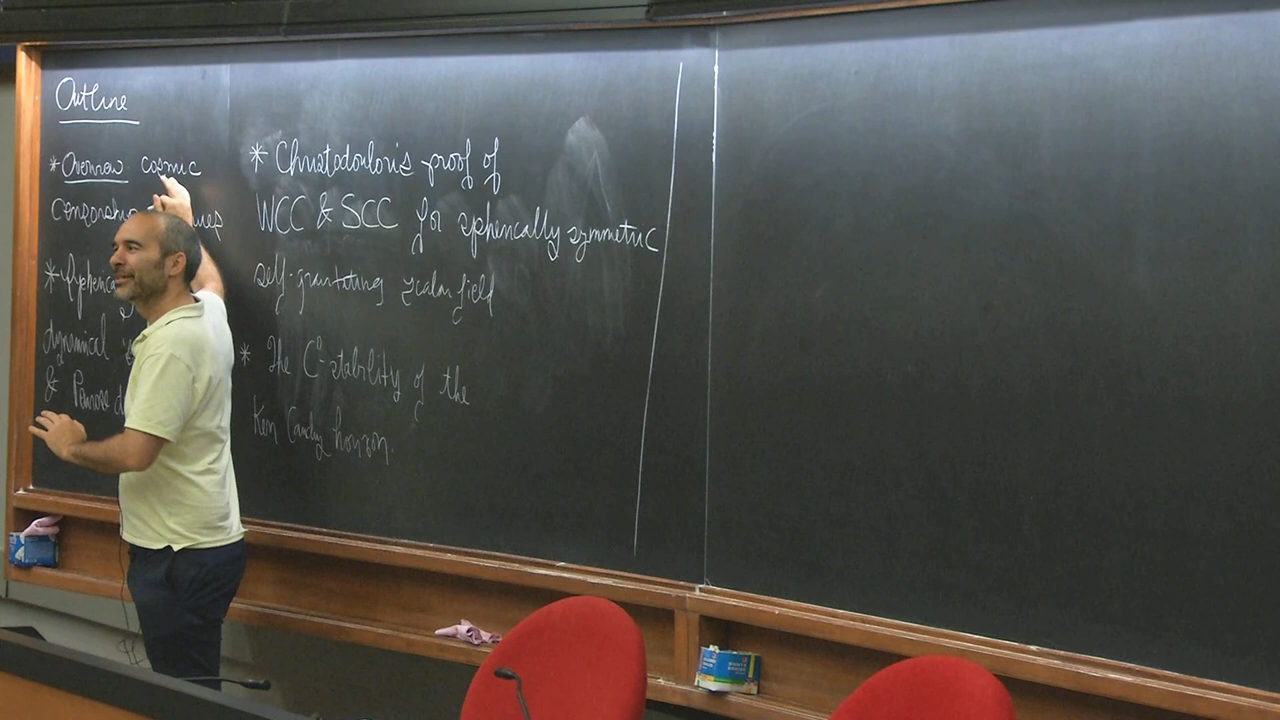 Outline
* Overview cosmic
censorship
dynamical
&
* Christodoulou's proof of
WCC & SCC for spherically symmetric
self-gravitating scalar field
* The C⁰-stability of the
Kerr Cauchy horizon.